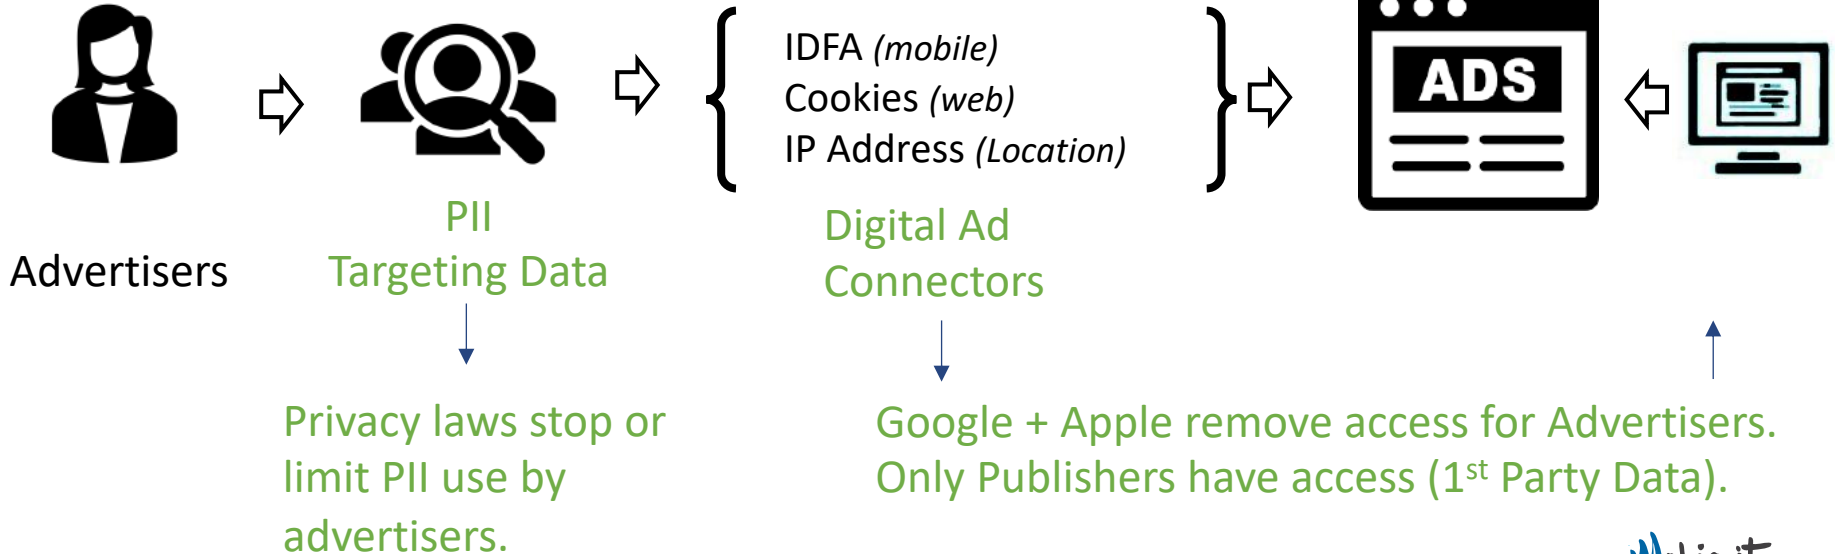 IDFA (mobile)
Cookies (web)
IP Address (Location)
ADS
Advertisers
PII
Targeting Data
Digital Ad
Connectors
Privacy laws stop or
limit PII use by
advertisers.
Google + Apple remove access for Advertisers.
Only Publishers have access (1st Party Data).